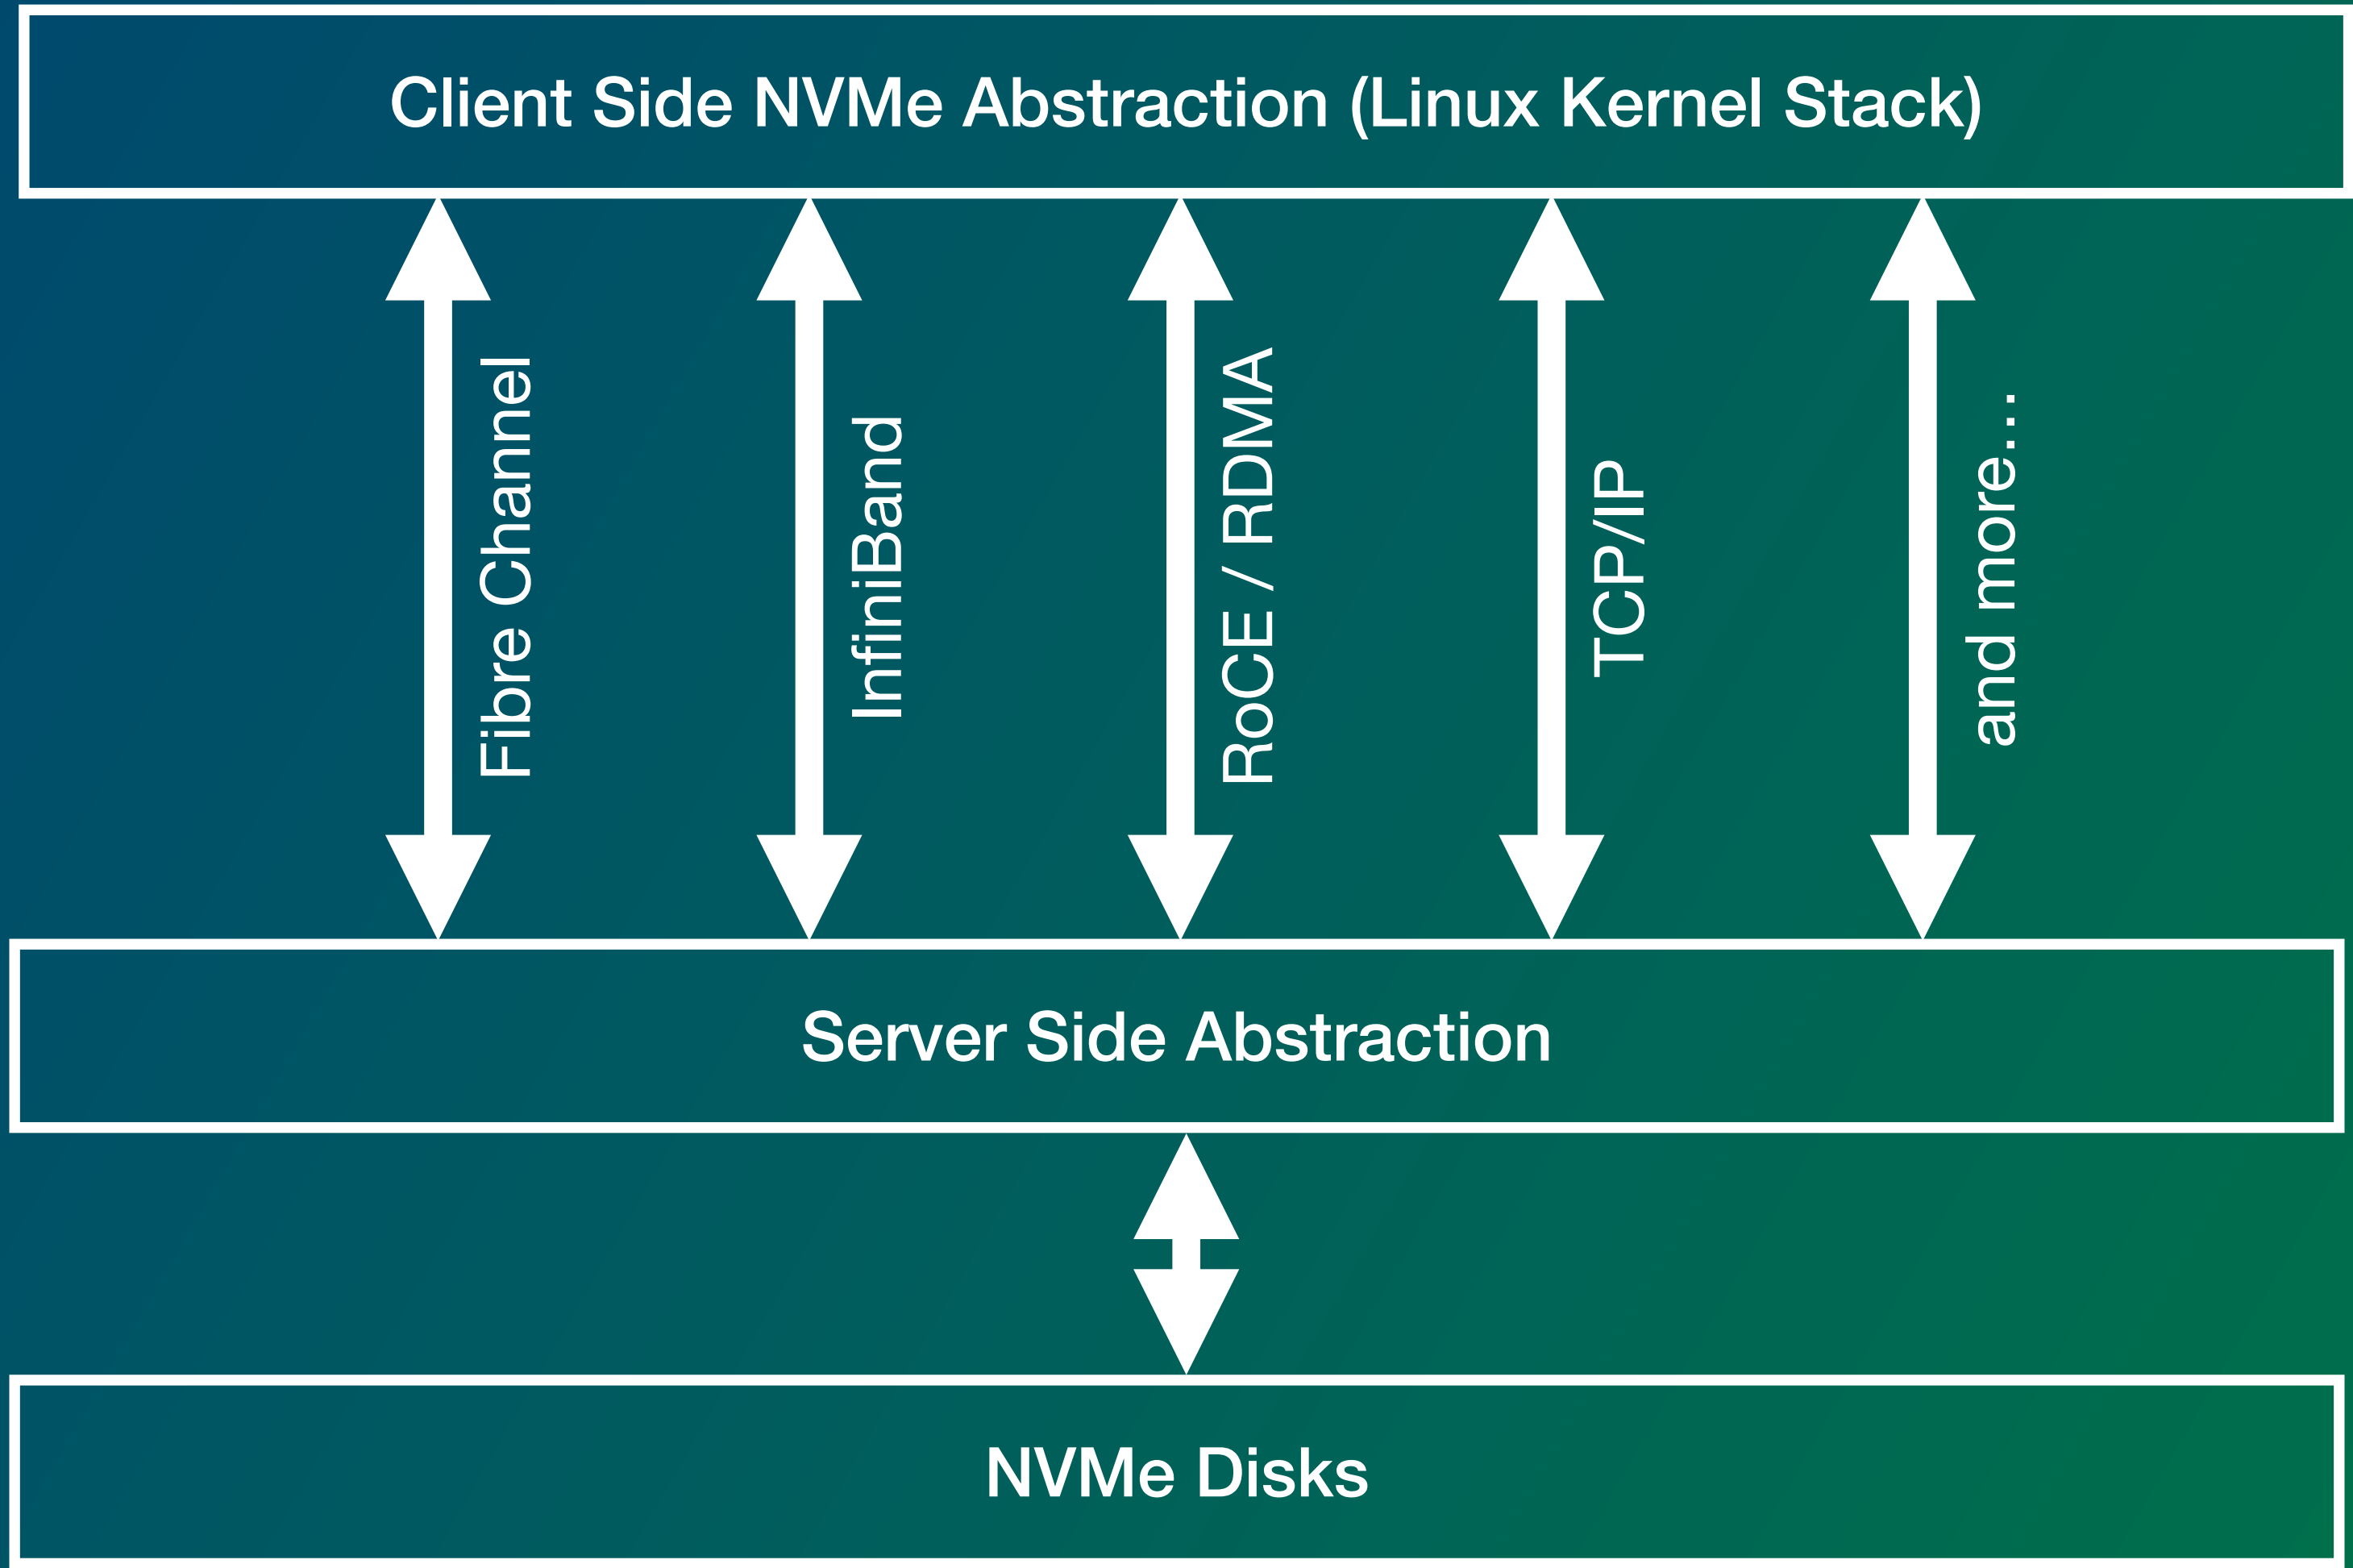 Client Side NVMe Abstraction (Linux Kernel Stack)
Fibre Channel
InfiniBand
RoCE / RDMA
TCP/IP
and more...
Server Side Abstraction
NVMe Disks